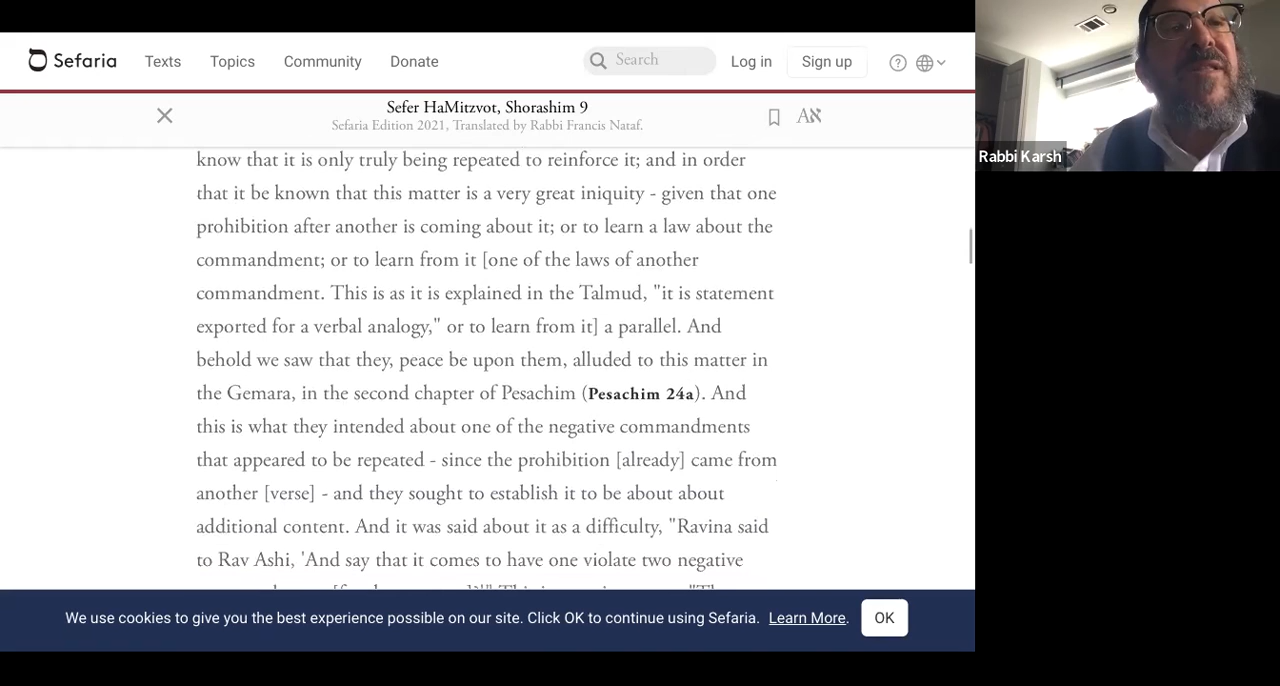 Sefaria Texts Topics Community Donate Search Log in Sign up
Sefer HaMitzvot, Shorashim 9
Sefaria Edition 2021, Translated by Rabbi Francis Nataf.
Aא
know that it is only truly being repeated to reinforce it; and in order
that it be known that this matter is a very great iniquity - given that one
prohibition after another is coming about it; or to learn a law about the
commandment; or to learn from it [one of the laws of another
commandment. This is as it is explained in the Talmud, "it is statement
exported for a verbal analogy," or to learn from it] a parallel. And
behold we saw that they, peace be upon them, alluded to this matter in
the Gemara, in the second chapter of Pesachim (Pesachim 24a). And
this is what they intended about one of the negative commandments
that appeared to be repeated - since the prohibition [already] came from
another [verse] - and they sought to establish it to be about about
additional content. And it was said about it as a difficulty, "Ravina said
to Rav Ashi, 'And say that it comes to have one violate two negative
We use cookies to give you the best experience possible on our site. Click OK to continue using Sefaria. Learn More. OK
Rabbi Karsh